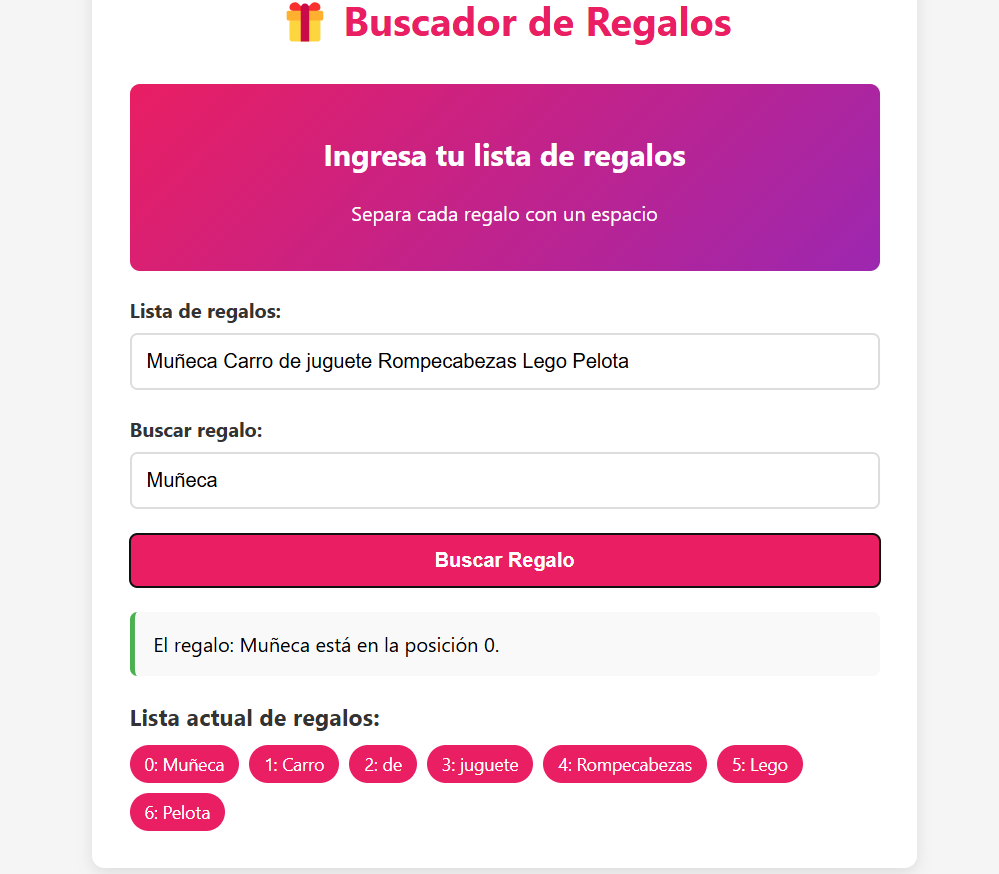 Buscador de Regalos
Ingresa tu lista de regalos
Separa cada regalo con un espacio
Lista de regalos:
Muñeca Carro de juguete Rompecabezas Lego Pelota
Buscar regalo:
Muñeca
Buscar Regalo
El regalo: Muñeca está en la posición 0.
Lista actual de regalos:
0: Muñeca 1: Carro 2: de 3: juguete 4: Rompecabezas 5: Lego
6: Pelota